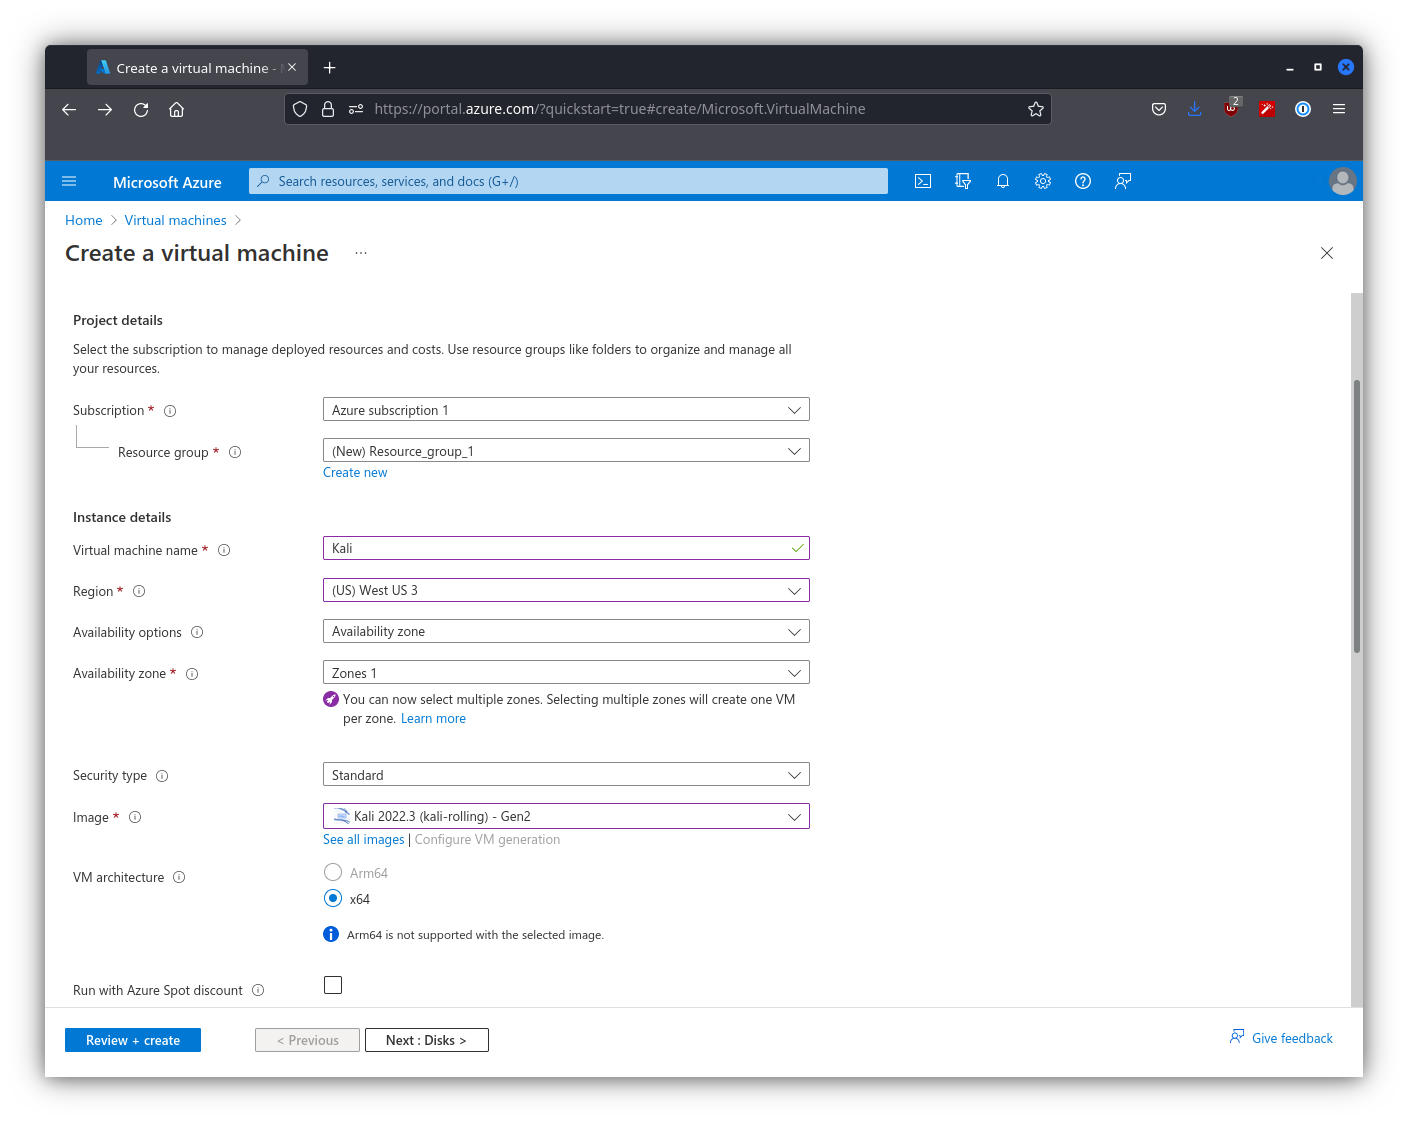 Create a virtual machine -
2
https://portal.azure.com/?quickstart=true#create/Microsoft.VirtualMachine
Microsoft Azure
Search resources, services, and docs (G+/)
Home > Virtual machines >
Create a virtual machine ...
Project details
Select the subscription to manage deployed resources and costs. Use resource groups like folders to organize and manage all
your resources.
Subscription *
Azure subscription 1
Resource group *
(New) Resource_group_1
Create new
Instance details
Virtual machine name *
Kali
Region *
(US) West US 3
Availability options
Availability zone
Availability zone *
Zones 1
You can now select multiple zones. Selecting multiple zones will create one VM
per zone. Learn more
Security type
Standard
Image *
Kali 2022.3 (kali-rolling) - Gen2
See all images | Configure VM generation
VM architecture
Arm64
x64
Arm64 is not supported with the selected image.
Run with Azure Spot discount
Review + create
< Previous
Next : Disks >
Give feedback